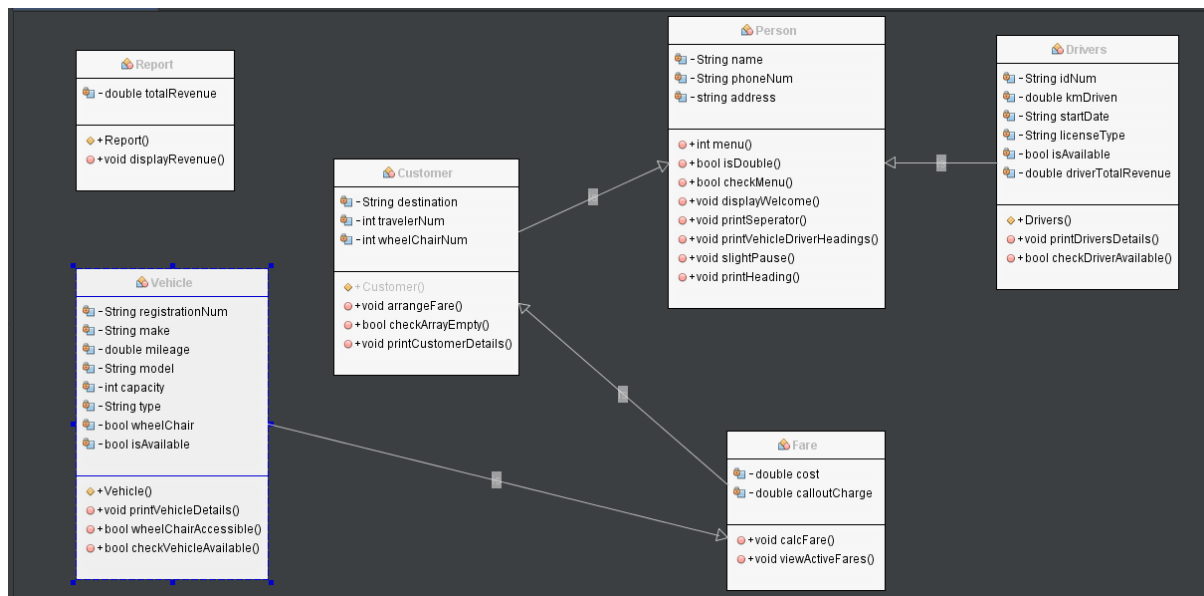 Report
- double totalRevenue
+Report()
+void displayRevenue()
Customer
- String destination
- int travelerNum
- int wheelChairNum
+Customer()
+void arrangeFare()
+bool checkArrayEmpty()
+void printCustomerDetails()
Person
- String name
- String phoneNum
- string address
+int menu()
+bool isDouble()
+bool checkMenu()
+void displayWelcome()
+void printSeperator()
+void printVehicleDriverHeadings()
+void slightPause()
+void printHeading()
Drivers
- String idNum
- double kmDriven
- String startDate
- String licenseType
- bool isAvailable
- double driverTotalRevenue
+Drivers()
+void printDriversDetails()
+bool checkDriverAvailable()
Vehicle
- String registrationNum
- String make
- double mileage
- String model
- int capacity
- String type
- bool wheelChair
- bool isAvailable
+Vehicle()
+void printVehicleDetails()
+bool wheelChairAccessible()
+bool checkVehicleAvailable()
Fare
- double cost
- double calloutCharge
+void calcFare()
+void viewActiveFares()